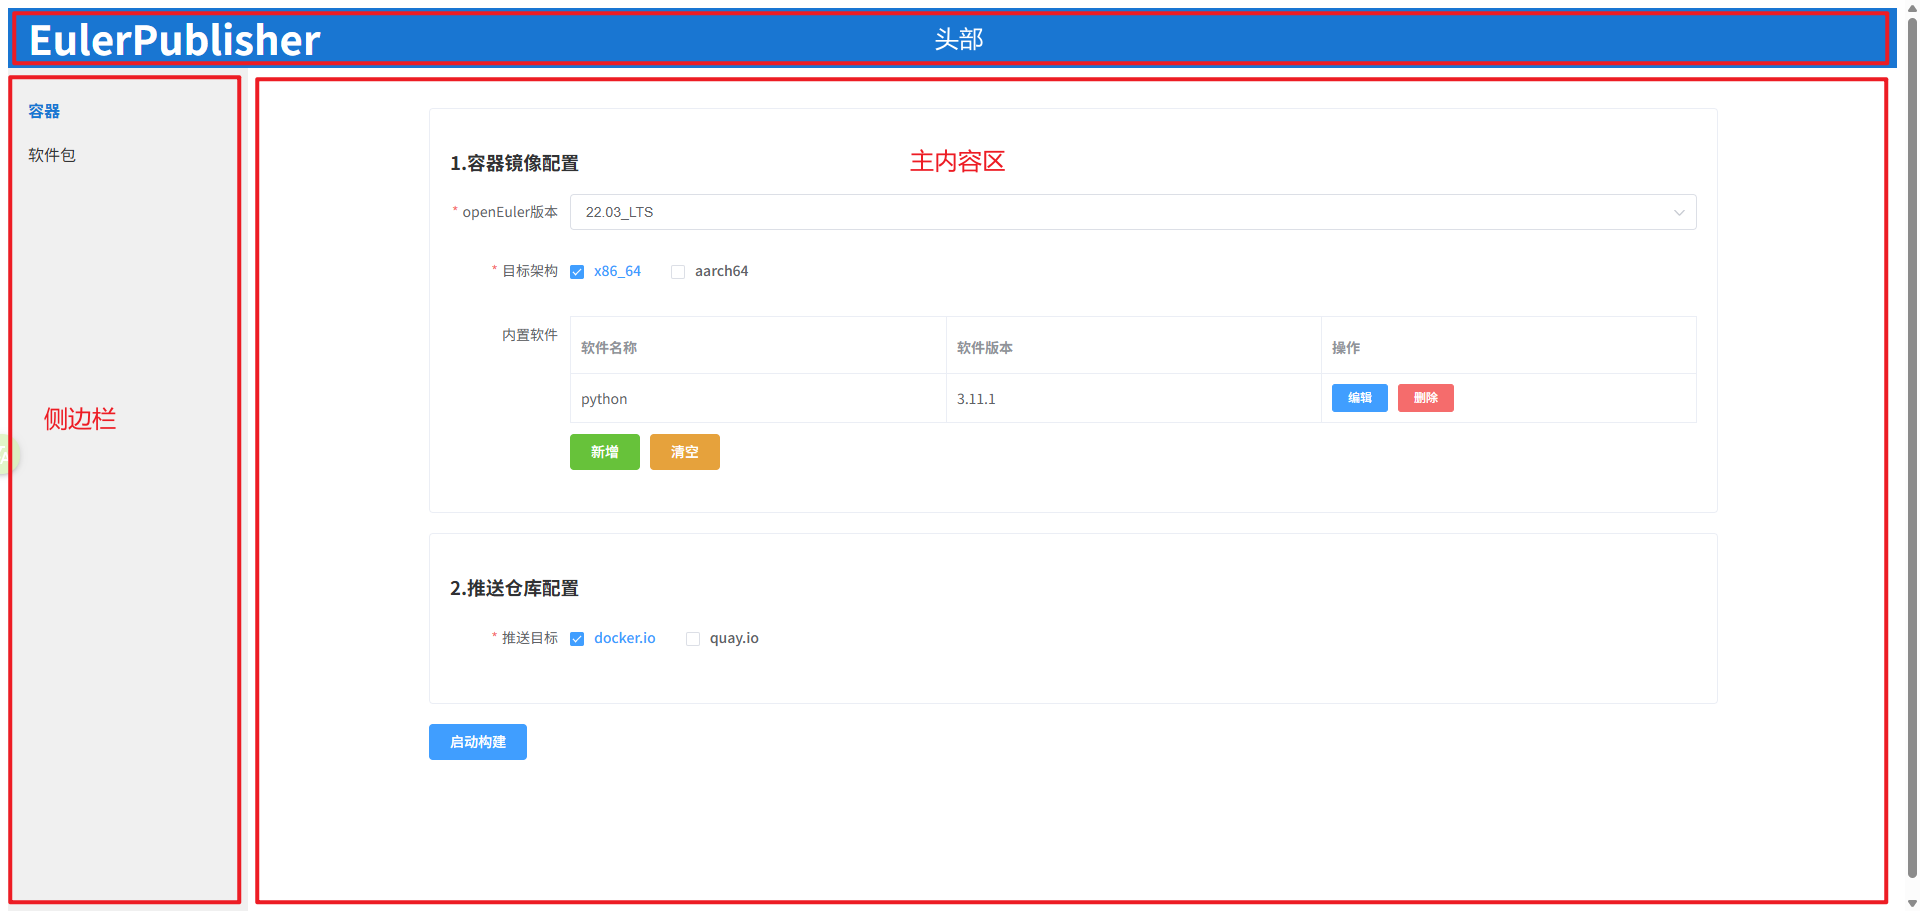 EulerPublisher
头部
容器
软件包
侧边栏
主内容区
1.容器镜像配置
* openEuler版本 22.03_LTS
* 目标架构 x86_64 aarch64
内置软件
软件名称 软件版本 操作
python 3.11.1 编辑 删除
新增 清空
2.推送仓库配置
* 推送目标 docker.io quay.io
启动构建